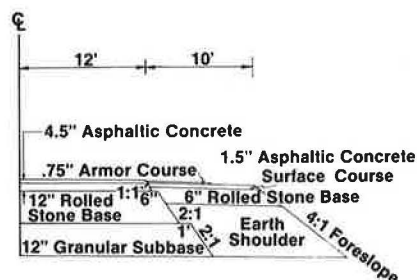 ℄
12' 10'
4.5" Asphaltic Concrete
1.5" Asphaltic Concrete
Surface Course
.75" Armor Course
1:1 6" 6" Rolled Stone Base
12" Rolled
Stone Base
2:1
1' 2:1
Earth
Shoulder
4:1 Foreslope
12" Granular Subbase